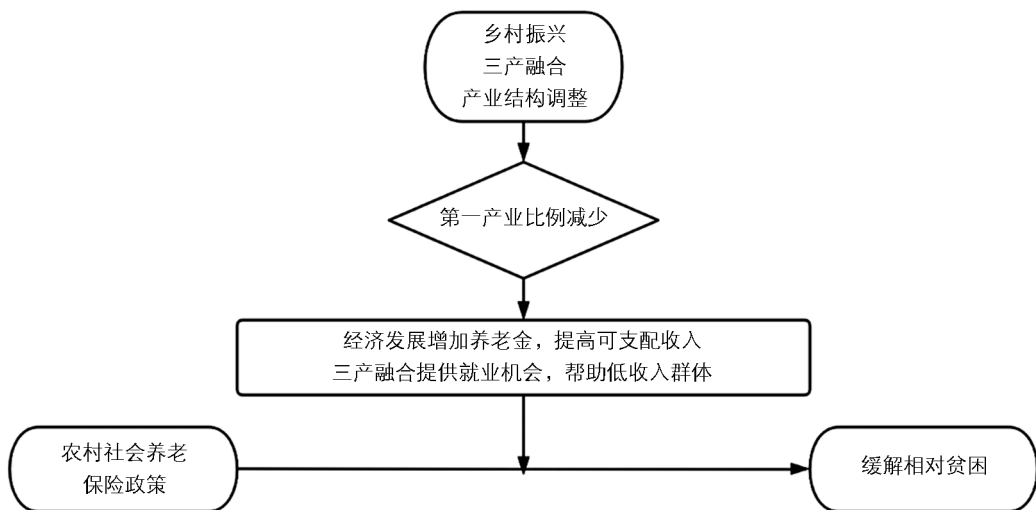 乡村振兴
三产融合
产业结构调整
第一产业比例减少
经济发展增加养老金，提高可支配收入
三产融合提供就业机会，帮助低收入群体
农村社会养老
保险政策
缓解相对贫困